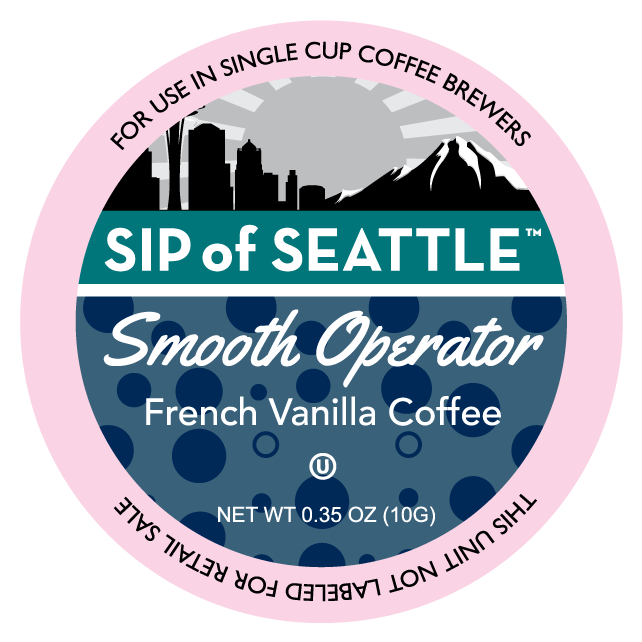 FOR USE IN SINGLE CUP COFFEE BREWERS
SIP of SEATTLE™
Smooth Operator
French Vanilla Coffee
U
NET WT 0.35 OZ (10G)
THIS UNIT NOT LABELED FOR RETAIL SALE